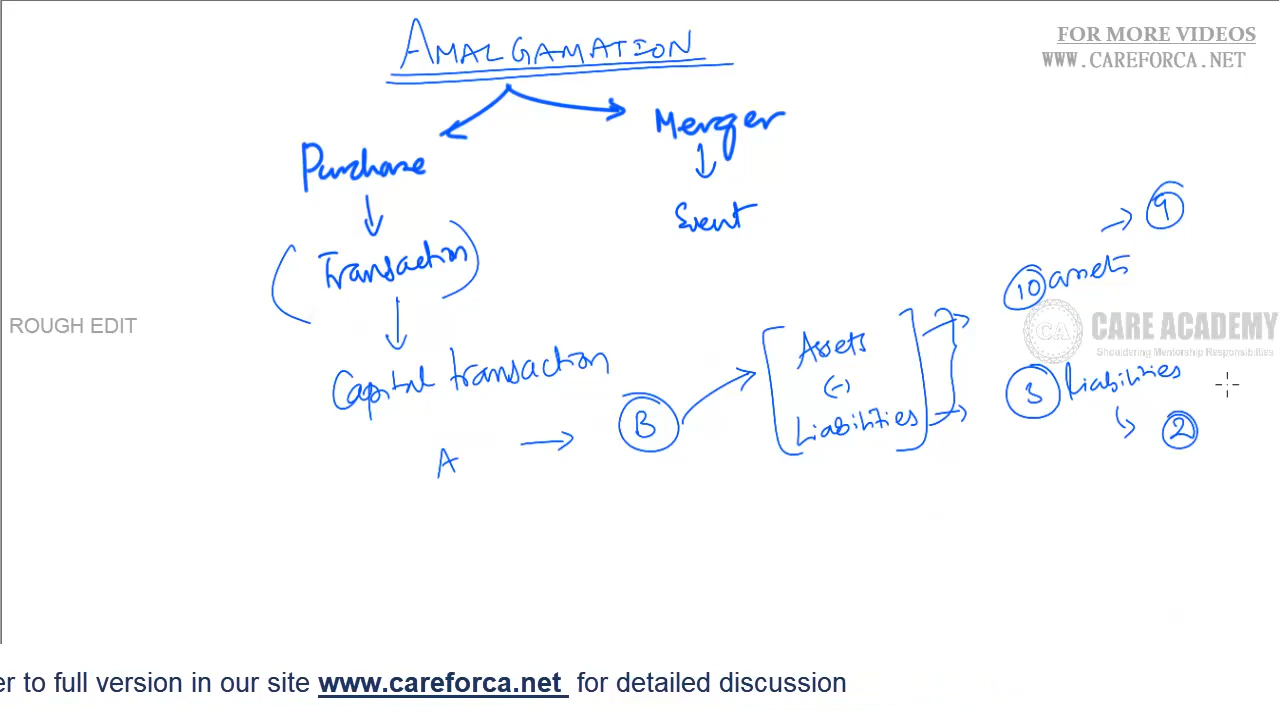 AMALGAMATION
FOR MORE VIDEOS
WWW.CAREFORCA.NET
Purchase
Merger
Event
(Transaction)
Capital transaction
A
B
Assets
(-)
Liabilities
9
10 assets
3 liabilities
2
ROUGH EDIT
CA
CARE ACADEMY
Shouldering Mentorship Responsibilities
er to full version in our site www.careforca.net for detailed discussion